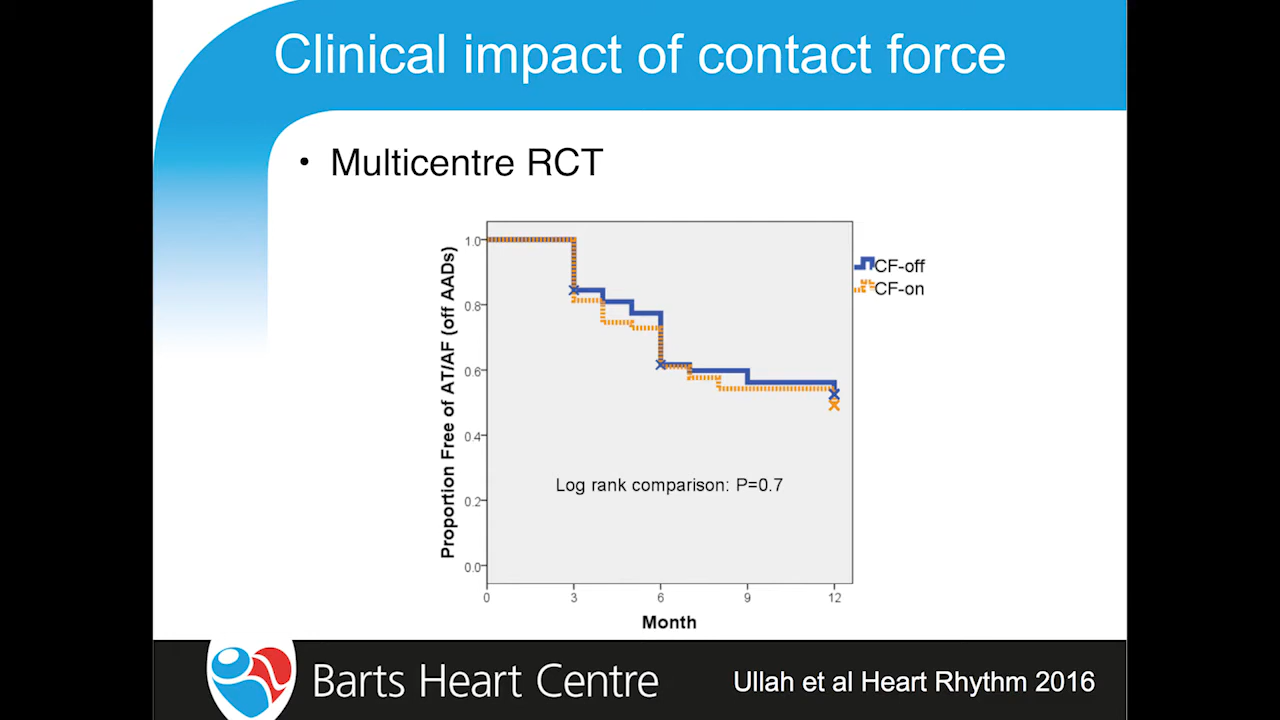 Clinical impact of contact force
• Multicentre RCT
Proportion Free of AT/AF (off AADs)
1.0
0.8
0.6
0.4
0.2
0.0
CF-off
CF-on
Log rank comparison: P=0.7
0 3 6 9 12
Month
Barts Heart Centre
Ullah et al Heart Rhythm 2016